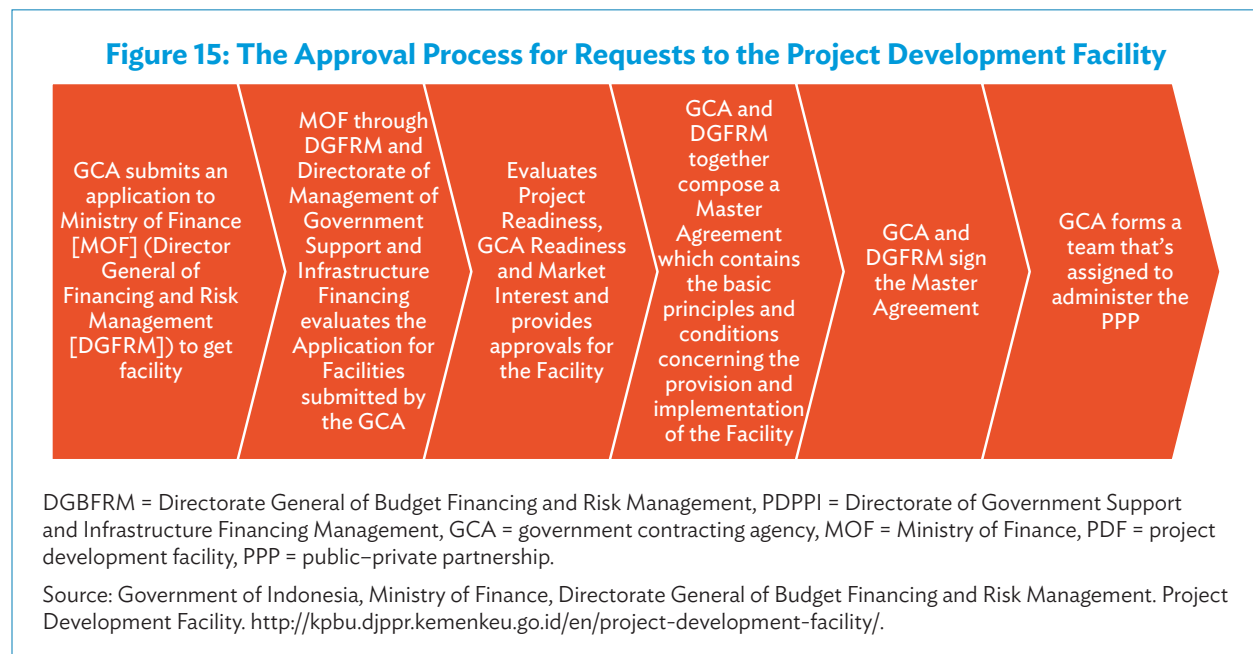 Figure 15: The Approval Process for Requests to the Project Development Facility
GCA submits an
application to
Ministry of Finance
[MOF] (Director
General of
Financing and Risk
Management
[DGFRM]) to get
facility
MOF through
DGFRM and
Directorate of
Management of
Government
Support and
Infrastructure
Financing
evaluates the
Application for
Facilities
submitted by
the GCA
Evaluates
Project
Readiness,
GCA Readiness
and Market
Interest and
provides
approvals for
the Facility
GCA and
DGFRM
together
compose a
Master
Agreement
which contains
the basic
principles and
conditions
concerning the
provision and
implementation
of the Facility
GCA and
DGFRM sign
the Master
Agreement
GCA forms a
team that's
assigned to
administer the
PPP
DGBFRM = Directorate General of Budget Financing and Risk Management, PDPPI = Directorate of Government Support
and Infrastructure Financing Management, GCA = government contracting agency, MOF = Ministry of Finance, PDF = project
development facility, PPP = public–private partnership.
Source: Government of Indonesia, Ministry of Finance, Directorate General of Budget Financing and Risk Management. Project
Development Facility. http://kpbu.djppr.kemenkeu.go.id/en/project-development-facility/.